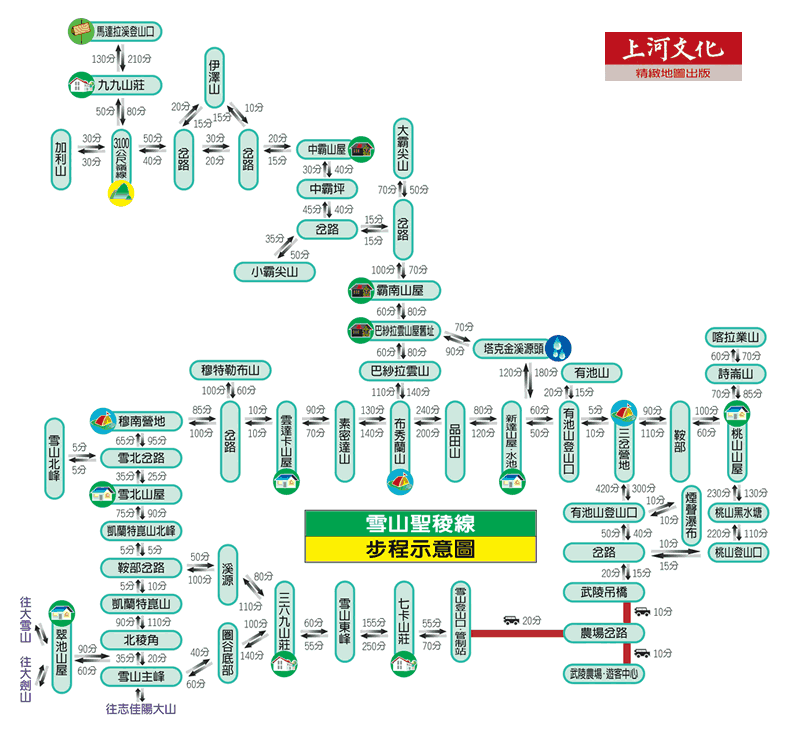 上河文化
精緻地圖出版
馬達拉溪登山口
130分 210分
九九山莊
50分 80分
伊澤山
20分 15分 15分 10分
加利山
30分 30分
3100公尺嶺線
50分 40分
岔路
30分 20分
岔路
20分 15分
中霸山屋
30分 40分
中霸坪
45分 40分
岔路
15分 15分
35分 50分
小霸尖山
大霸尖山
70分 50分
岔路
100分 70分
霸南山屋
60分 80分
巴紗拉雲山屋舊址
70分 90分
60分 80分
巴紗拉雲山
110分 140分
塔克金溪源頭
120分 180分
有池山
20分 15分
喀拉業山
60分 70分
詩崙山
70分 85分
穆特勒布山
100分 60分
穆南營地
85分 100分
岔路
10分 10分
雲達卡山屋
90分 70分
素密達山
130分 140分
布秀蘭山
240分 200分
品田山
80分 120分
新達山屋·水池
60分 50分
有池山登山口
5分 10分
三岔營地
90分 110分
鞍部
100分 60分
桃山山屋
65分 95分
雪山北峰
5分 5分
雪北岔路
35分 25分
雪北山屋
75分 90分
凱蘭特崑山北峰
5分 5分
鞍部岔路
50分 100分
溪源
80分 110分
5分 10分
凱蘭特崑山
90分 110分
北稜角
35分 20分
雪山主峰
往志佳陽大山
90分 60分
翠池山屋
往大雪山
往大劍山
40分 60分
圈谷底部
100分 140分
三六九山莊
60分 55分
雪山東峰
155分 250分
七卡山莊
55分 70分
雪山登山口·管制站
20分
420分 300分
有池山登山口
10分 10分
煙聲瀑布
50分 40分
岔路
10分 15分
230分 130分
桃山黑水塘
220分 110分
桃山登山口
20分 15分
武陵吊橋
10分
農場岔路
10分
武陵農場·遊客中心
雪山聖稜線
步程示意圖